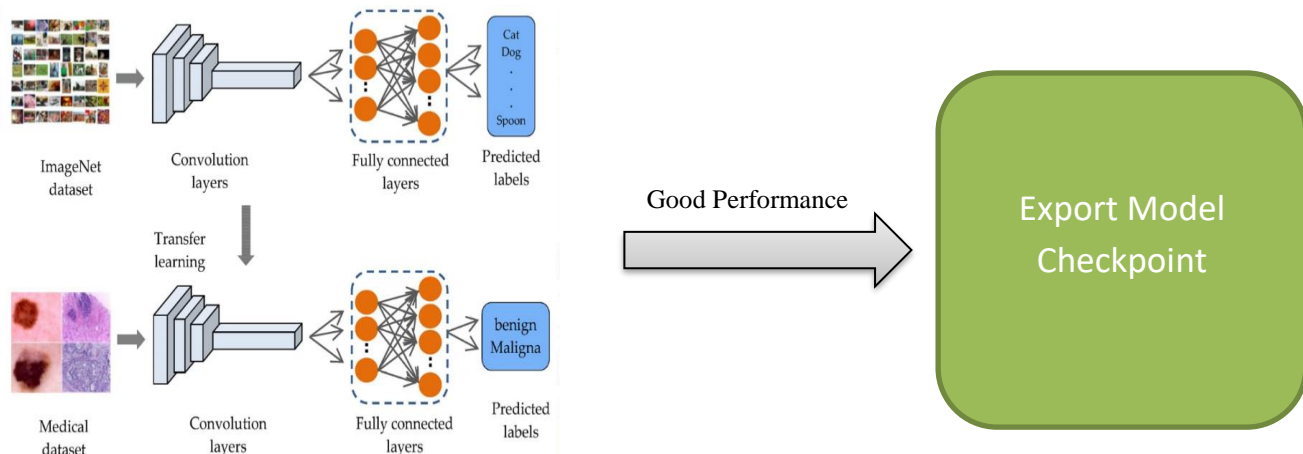 Cat
Dog
.
.
.
Spoon
ImageNet
dataset
Convolution
layers
Fully connected
layers
Predicted
labels
Transfer
learning
benign
Maligna
Medical
dataset
Convolution
layers
Fully connected
layers
Predicted
labels
Good Performance
Export Model
Checkpoint